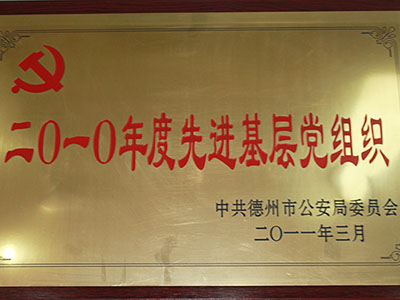 二〇一〇年度先进基层党组织
中共德州市公安局委员会
二〇一一年三月